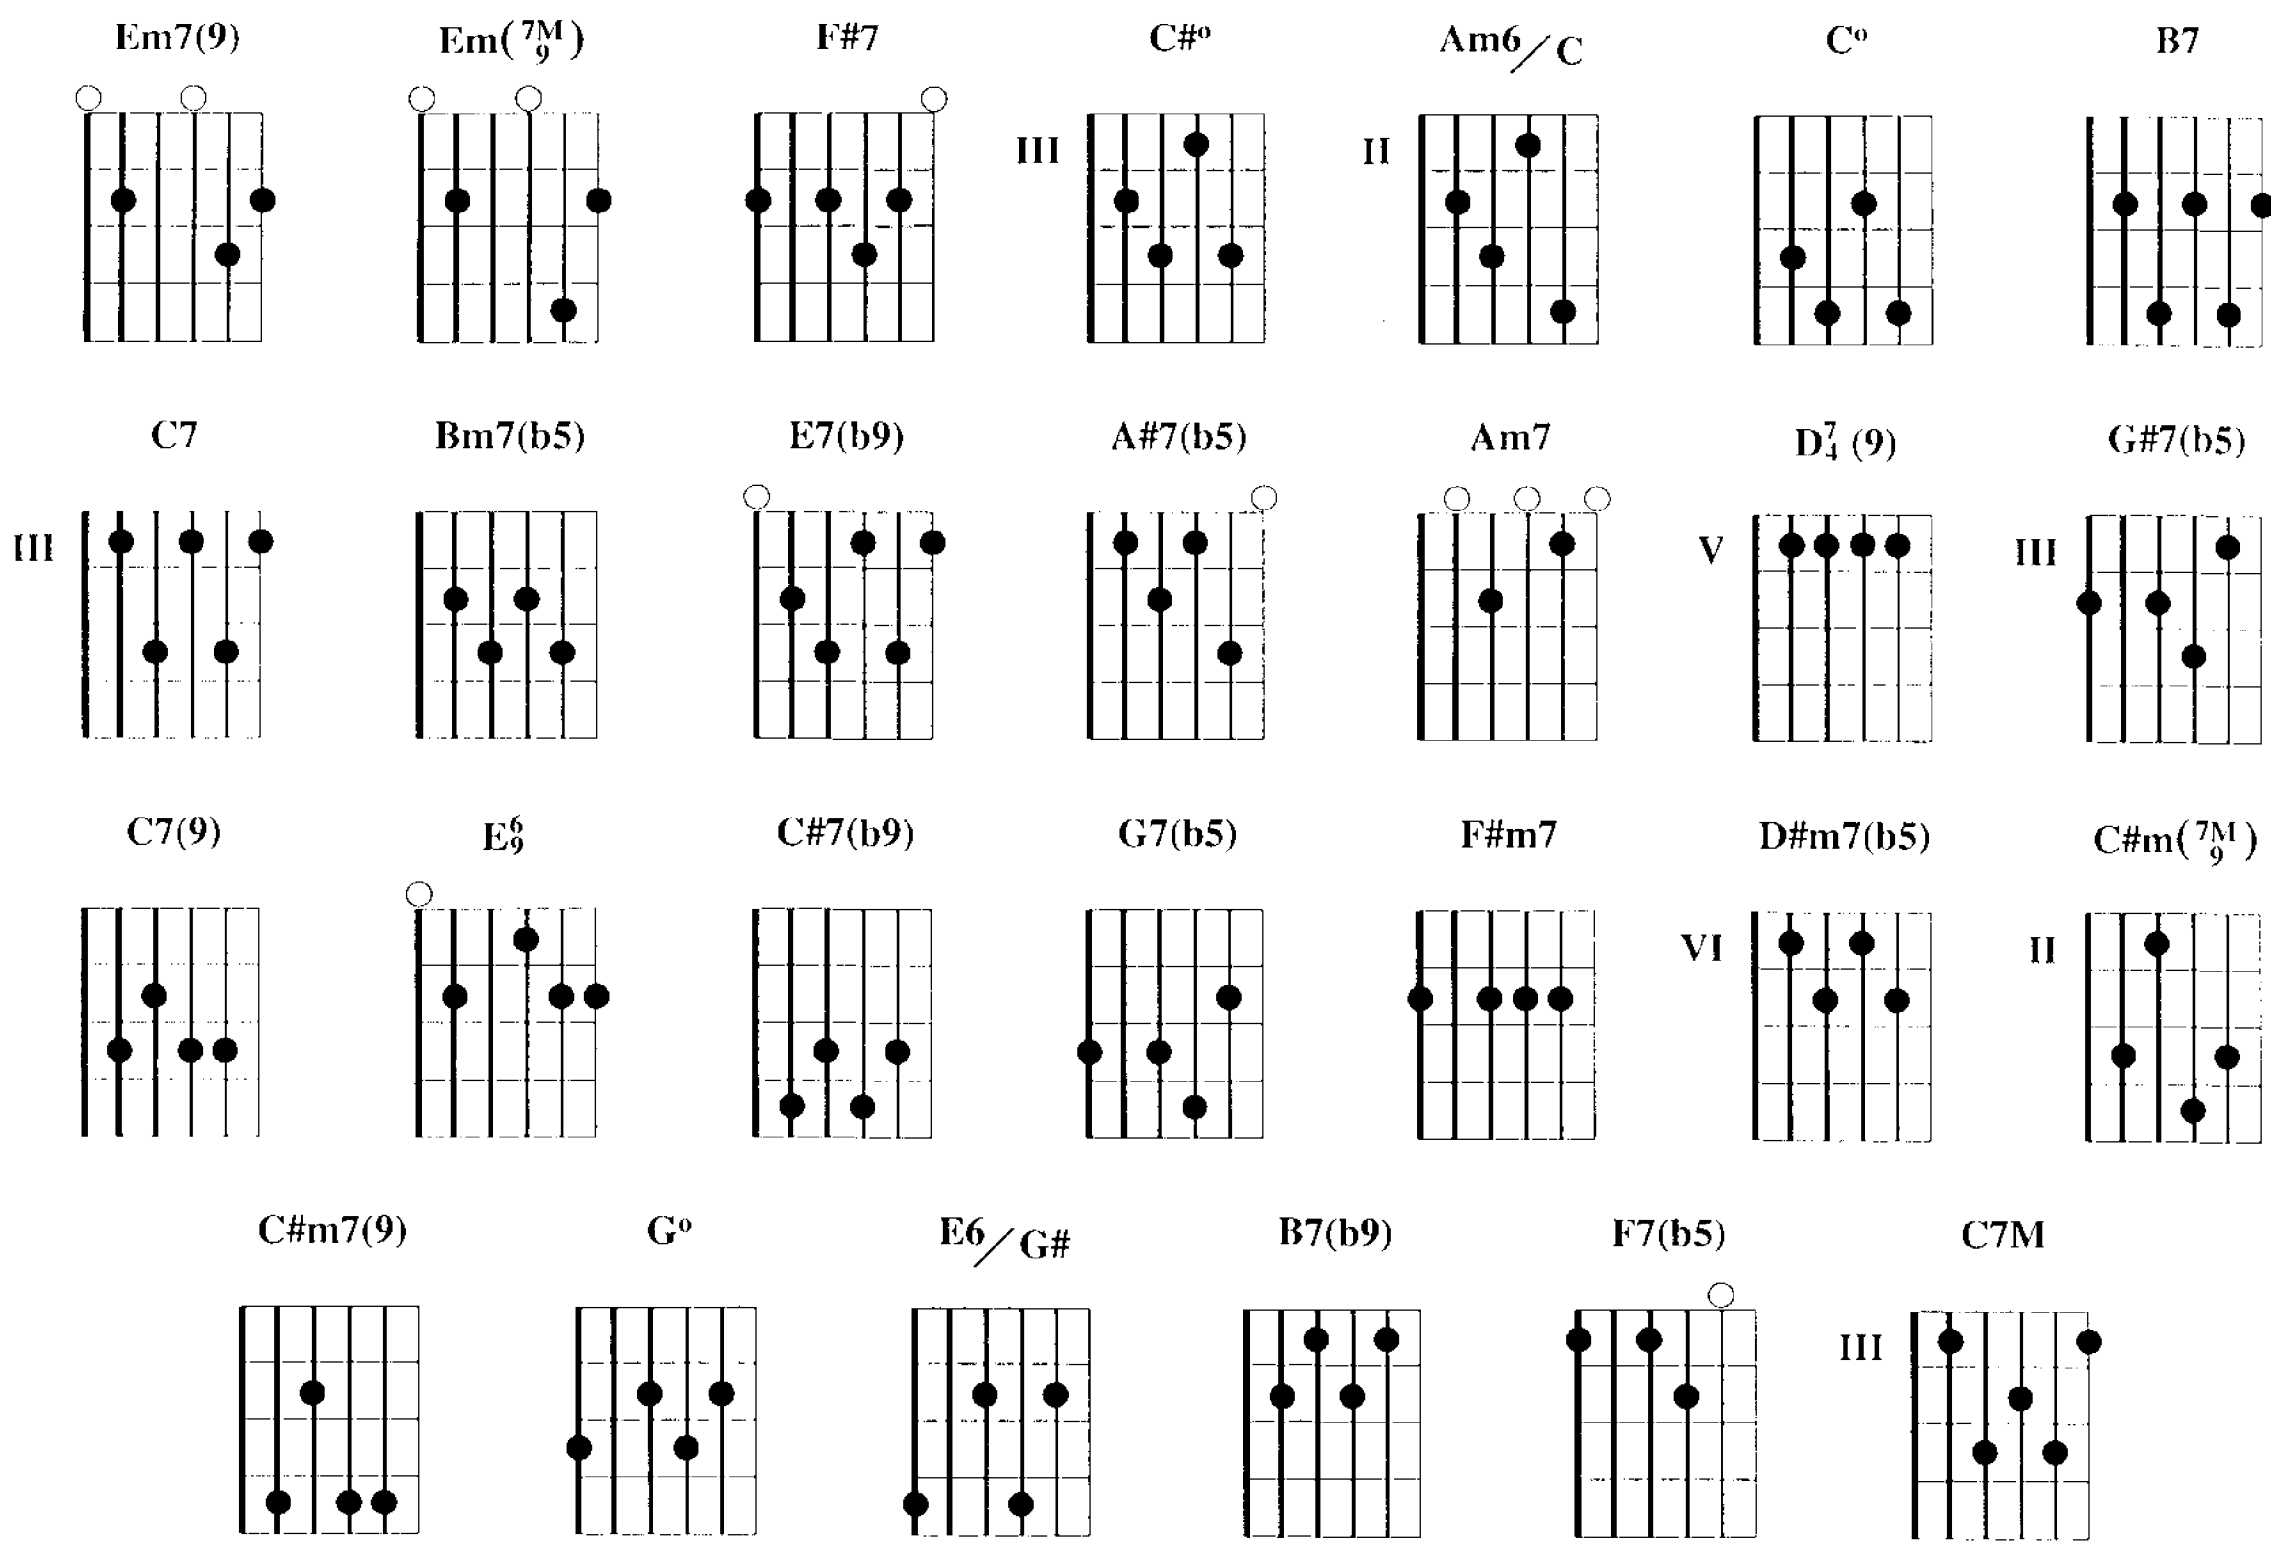 Em7(9) Em(7M 9) F#7 C#º Am6/C Cº B7
III II
C7 Bm7(b5) E7(b9) A#7(b5) Am7 D7 4 (9) G#7(b5)
III V III
C7(9) E6 9 C#7(b9) G7(b5) F#m7 D#m7(b5) C#m(7M 9)
VI II
C#m7(9) Gº E6/G# B7(b9) F7(b5) C7M
III